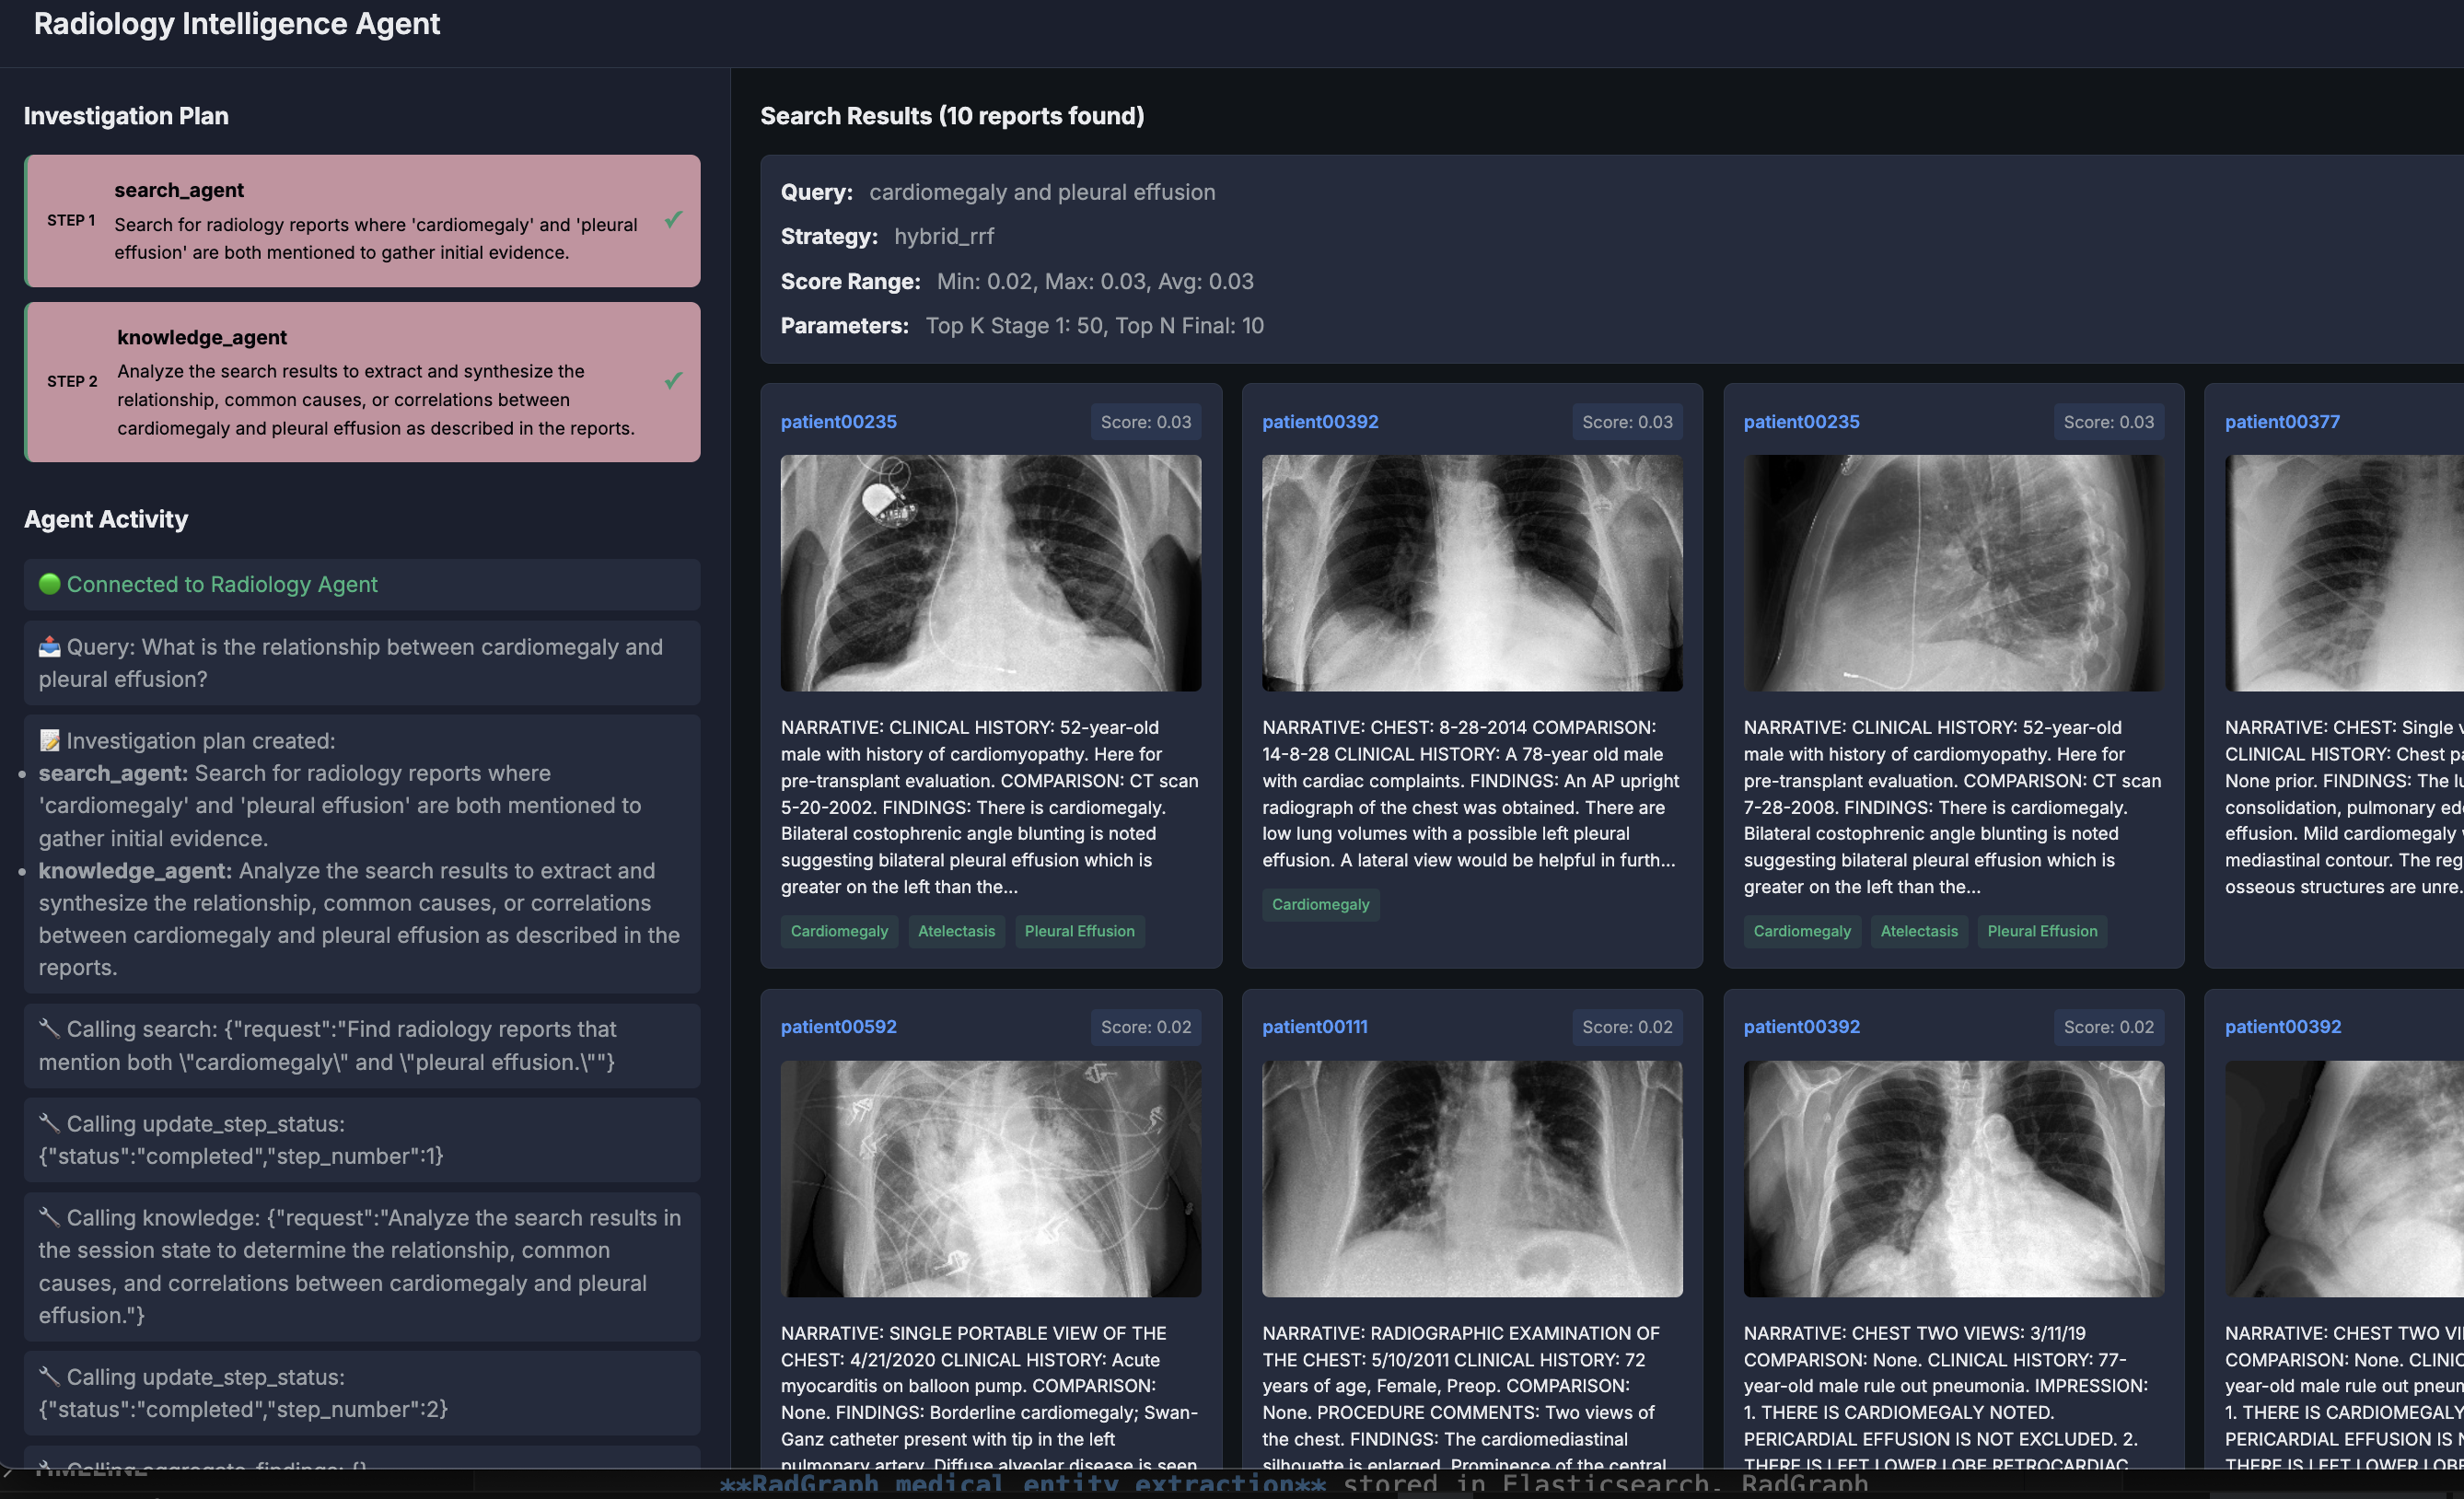 Radiology Intelligence Agent
Investigation Plan
STEP 1
search_agent
Search for radiology reports where 'cardiomegaly' and 'pleural
effusion' are both mentioned to gather initial evidence.
✓
STEP 2
knowledge_agent
Analyze the search results to extract and synthesize the
relationship, common causes, or correlations between
cardiomegaly and pleural effusion as described in the reports.
✓
Agent Activity
Connected to Radiology Agent
Query: What is the relationship between cardiomegaly and
pleural effusion?
Investigation plan created:
• search_agent: Search for radiology reports where
'cardiomegaly' and 'pleural effusion' are both mentioned to
gather initial evidence.
• knowledge_agent: Analyze the search results to extract and
synthesize the relationship, common causes, or correlations
between cardiomegaly and pleural effusion as described in the
reports.
Calling search: {"request":"Find radiology reports that
mention both \"cardiomegaly\" and \"pleural effusion.\""}
Calling update_step_status:
{"status":"completed","step_number":1}
Calling knowledge: {"request":"Analyze the search results in
the session state to determine the relationship, common
causes, and correlations between cardiomegaly and pleural
effusion."}
Calling update_step_status:
{"status":"completed","step_number":2}
Calling aggregate_findings: {}
Search Results (10 reports found)
Query: cardiomegaly and pleural effusion
Strategy: hybrid_rrf
Score Range: Min: 0.02, Max: 0.03, Avg: 0.03
Parameters: Top K Stage 1: 50, Top N Final: 10
patient00235
Score: 0.03
NARRATIVE: CLINICAL HISTORY: 52-year-old
male with history of cardiomyopathy. Here for
pre-transplant evaluation. COMPARISON: CT scan
5-20-2002. FINDINGS: There is cardiomegaly.
Bilateral costophrenic angle blunting is noted
suggesting bilateral pleural effusion which is
greater on the left than the...
Cardiomegaly
Atelectasis
Pleural Effusion
patient00392
Score: 0.03
NARRATIVE: CHEST: 8-28-2014 COMPARISON:
14-8-28 CLINICAL HISTORY: A 78-year old male
with cardiac complaints. FINDINGS: An AP upright
radiograph of the chest was obtained. There are
low lung volumes with a possible left pleural
effusion. A lateral view would be helpful in furth...
Cardiomegaly
patient00235
Score: 0.03
NARRATIVE: CLINICAL HISTORY: 52-year-old
male with history of cardiomyopathy. Here for
pre-transplant evaluation. COMPARISON: CT scan
7-28-2008. FINDINGS: There is cardiomegaly.
Bilateral costophrenic angle blunting is noted
suggesting bilateral pleural effusion which is
greater on the left than the...
Cardiomegaly
Atelectasis
Pleural Effusion
patient00377
NARRATIVE: CHEST: Single v
CLINICAL HISTORY: Chest pa
None prior. FINDINGS: The lu
consolidation, pulmonary ed
effusion. Mild cardiomegaly
mediastinal contour. The reg
osseous structures are unre.
patient00592
Score: 0.02
NARRATIVE: SINGLE PORTABLE VIEW OF THE
CHEST: 4/21/2020 CLINICAL HISTORY: Acute
myocarditis on balloon pump. COMPARISON:
None. FINDINGS: Borderline cardiomegaly; Swan-
Ganz catheter present with tip in the left
pulmonary artery. Diffuse alveolar disease is seen
patient00111
Score: 0.02
NARRATIVE: RADIOGRAPHIC EXAMINATION OF
THE CHEST: 5/10/2011 CLINICAL HISTORY: 72
years of age, Female, Preop. COMPARISON:
None. PROCEDURE COMMENTS: Two views of
the chest. FINDINGS: The cardiomediastinal
silhouette is enlarged. Prominence of the central
patient00392
Score: 0.02
NARRATIVE: CHEST TWO VIEWS: 3/11/19
COMPARISON: None. CLINICAL HISTORY: 77-
year-old male rule out pneumonia. IMPRESSION:
1. THERE IS CARDIOMEGALY NOTED.
PERICARDIAL EFFUSION IS NOT EXCLUDED. 2.
THERE IS LEFT LOWER LOBE RETROCARDIAC
patient00392
NARRATIVE: CHEST TWO VI
COMPARISON: None. CLINIC
year-old male rule out pneum
1. THERE IS CARDIOMEGALY
PERICARDIAL EFFUSION IS N
THERE IS LEFT LOWER LOBE
TIMELINE
**RadGraph medical entity extraction** stored in Elasticsearch. RadGraph